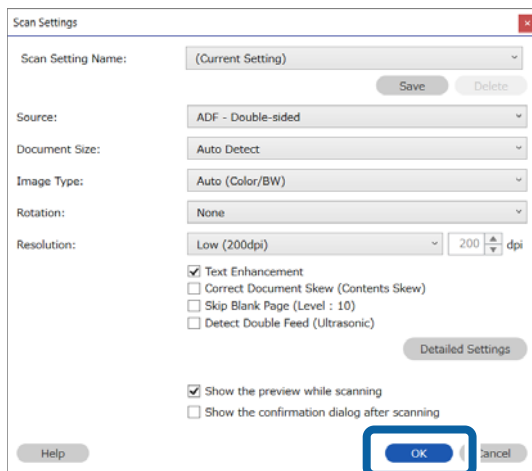 Scan Settings
Scan Setting Name: (Current Setting)
Save Delete
Source: ADF - Double-sided
Document Size: Auto Detect
Image Type: Auto (Color/BW)
Rotation: None
Resolution: Low (200dpi) 200 dpi
Text Enhancement
Correct Document Skew (Contents Skew)
Skip Blank Page (Level : 10)
Detect Double Feed (Ultrasonic)
Detailed Settings
Show the preview while scanning
Show the confirmation dialog after scanning
Help OK ancel